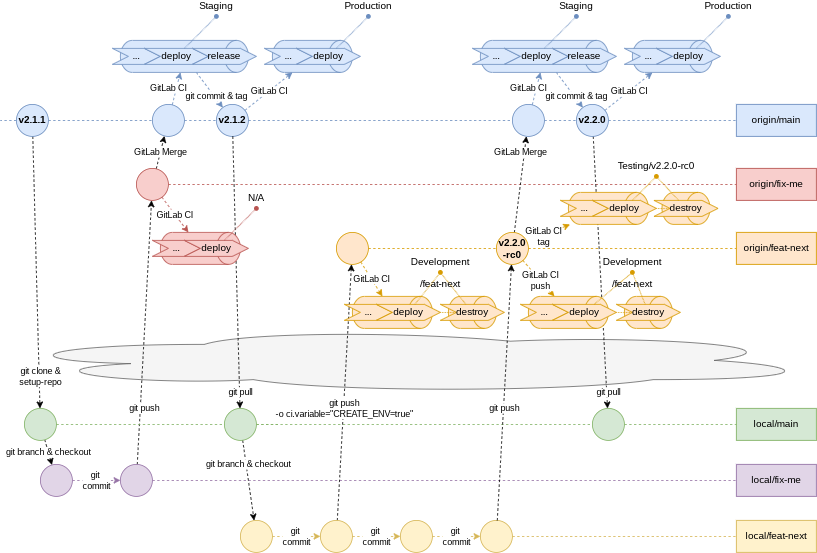 Staging
Production
Staging
Production
...
deploy
release
...
deploy
...
deploy
release
...
deploy
GitLab CI
git commit & tag
GitLab CI
GitLab CI
git commit & tag
GitLab CI
v2.1.1
v2.1.2
v2.2.0
origin/main
GitLab Merge
GitLab Merge
Testing/v2.2.0-rc0
origin/fix-me
N/A
GitLab CI
...
deploy
destroy
GitLab CI
tag
...
deploy
v2.2.0
-rc0
origin/feat-next
Development
/feat-next
GitLab CI
GitLab CI
push
Development
/feat-next
...
deploy
destroy
...
deploy
destroy
git clone &
setup-repo
git push
git pull
git push
-o ci.variable="CREATE_ENV=true"
git push
git pull
local/main
git branch & checkout
git branch & checkout
git
commit
local/fix-me
git
commit
git
commit
git
commit
local/feat-next